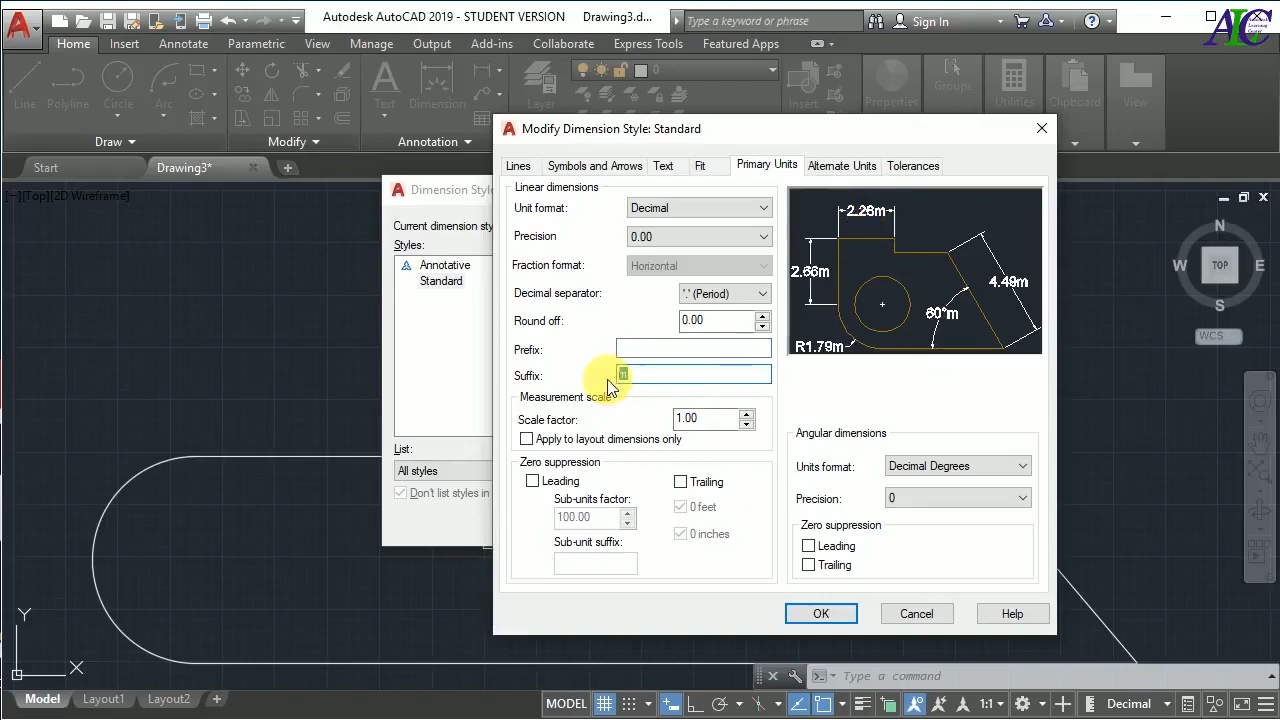 Autodesk AutoCAD 2019 - STUDENT VERSION Drawing3.d...
Type a keyword or phrase
Sign In
Home Insert Annotate Parametric View Manage Output Add-ins Collaborate Express Tools Featured Apps
0
Line Polyline Circle Arc
Text Dimension
Layer
Insert
Properties Groups Utilities Clipboard View
Draw Modify Annotation
Start Drawing3*
[−][Top][2D Wireframe]
Dimension Style
Current dimension sty
Styles:
Annotative
Standard
List:
All styles
Don't list styles in
Modify Dimension Style: Standard
Lines Symbols and Arrows Text Fit Primary Units Alternate Units Tolerances
Linear dimensions
Unit format: Decimal
Precision 0.00
Fraction format: Horizontal
Decimal separator: '.' (Period)
Round off: 0.00
Prefix:
Suffix: m
Measurement scale
Scale factor: 1.00
Apply to layout dimensions only
Zero suppression
Leading
Trailing
Sub-units factor:
100.00
0 feet
Sub-unit suffix:
0 inches
2.26m
2.66m
4.49m
60°m
R1.79m
Angular dimensions
Units format: Decimal Degrees
Precision: 0
Zero suppression
Leading
Trailing
OK Cancel Help
N
W TOP E
S
WCS
Y
X
Type a command
Model Layout1 Layout2 +
MODEL 1:1 Decimal